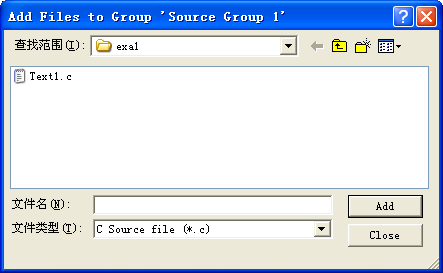 Add Files to Group 'Source Group 1'
查找范围(I): exa1
Text1.c
文件名(N): Add
文件类型(T): C Source file (*.c)
Close